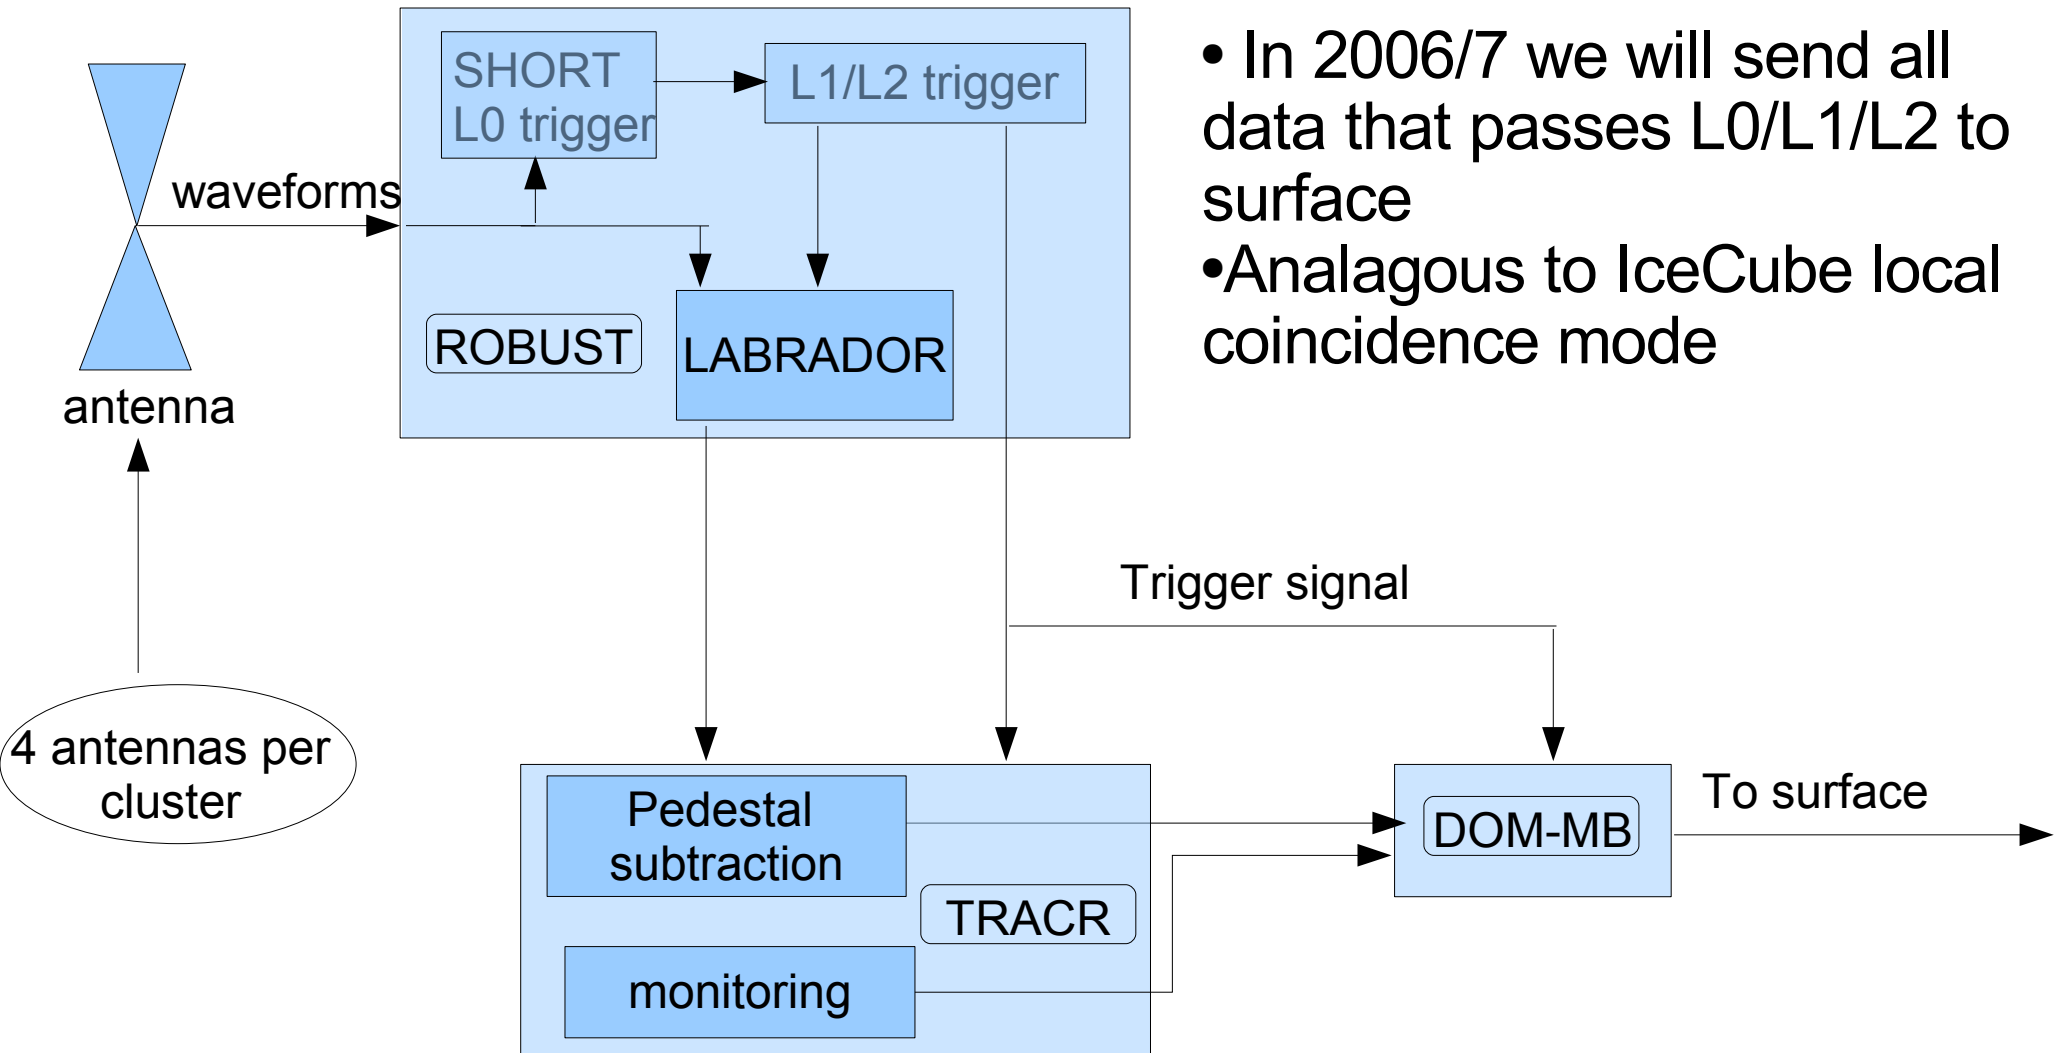 SHORT
L0 trigger
L1/L2 trigger
waveforms
ROBUST
LABRADOR
antenna
4 antennas per
cluster
• In 2006/7 we will send all
data that passes L0/L1/L2 to
surface
•Analagous to IceCube local
coincidence mode
Trigger signal
Pedestal
subtraction
TRACR
monitoring
DOM-MB
To surface